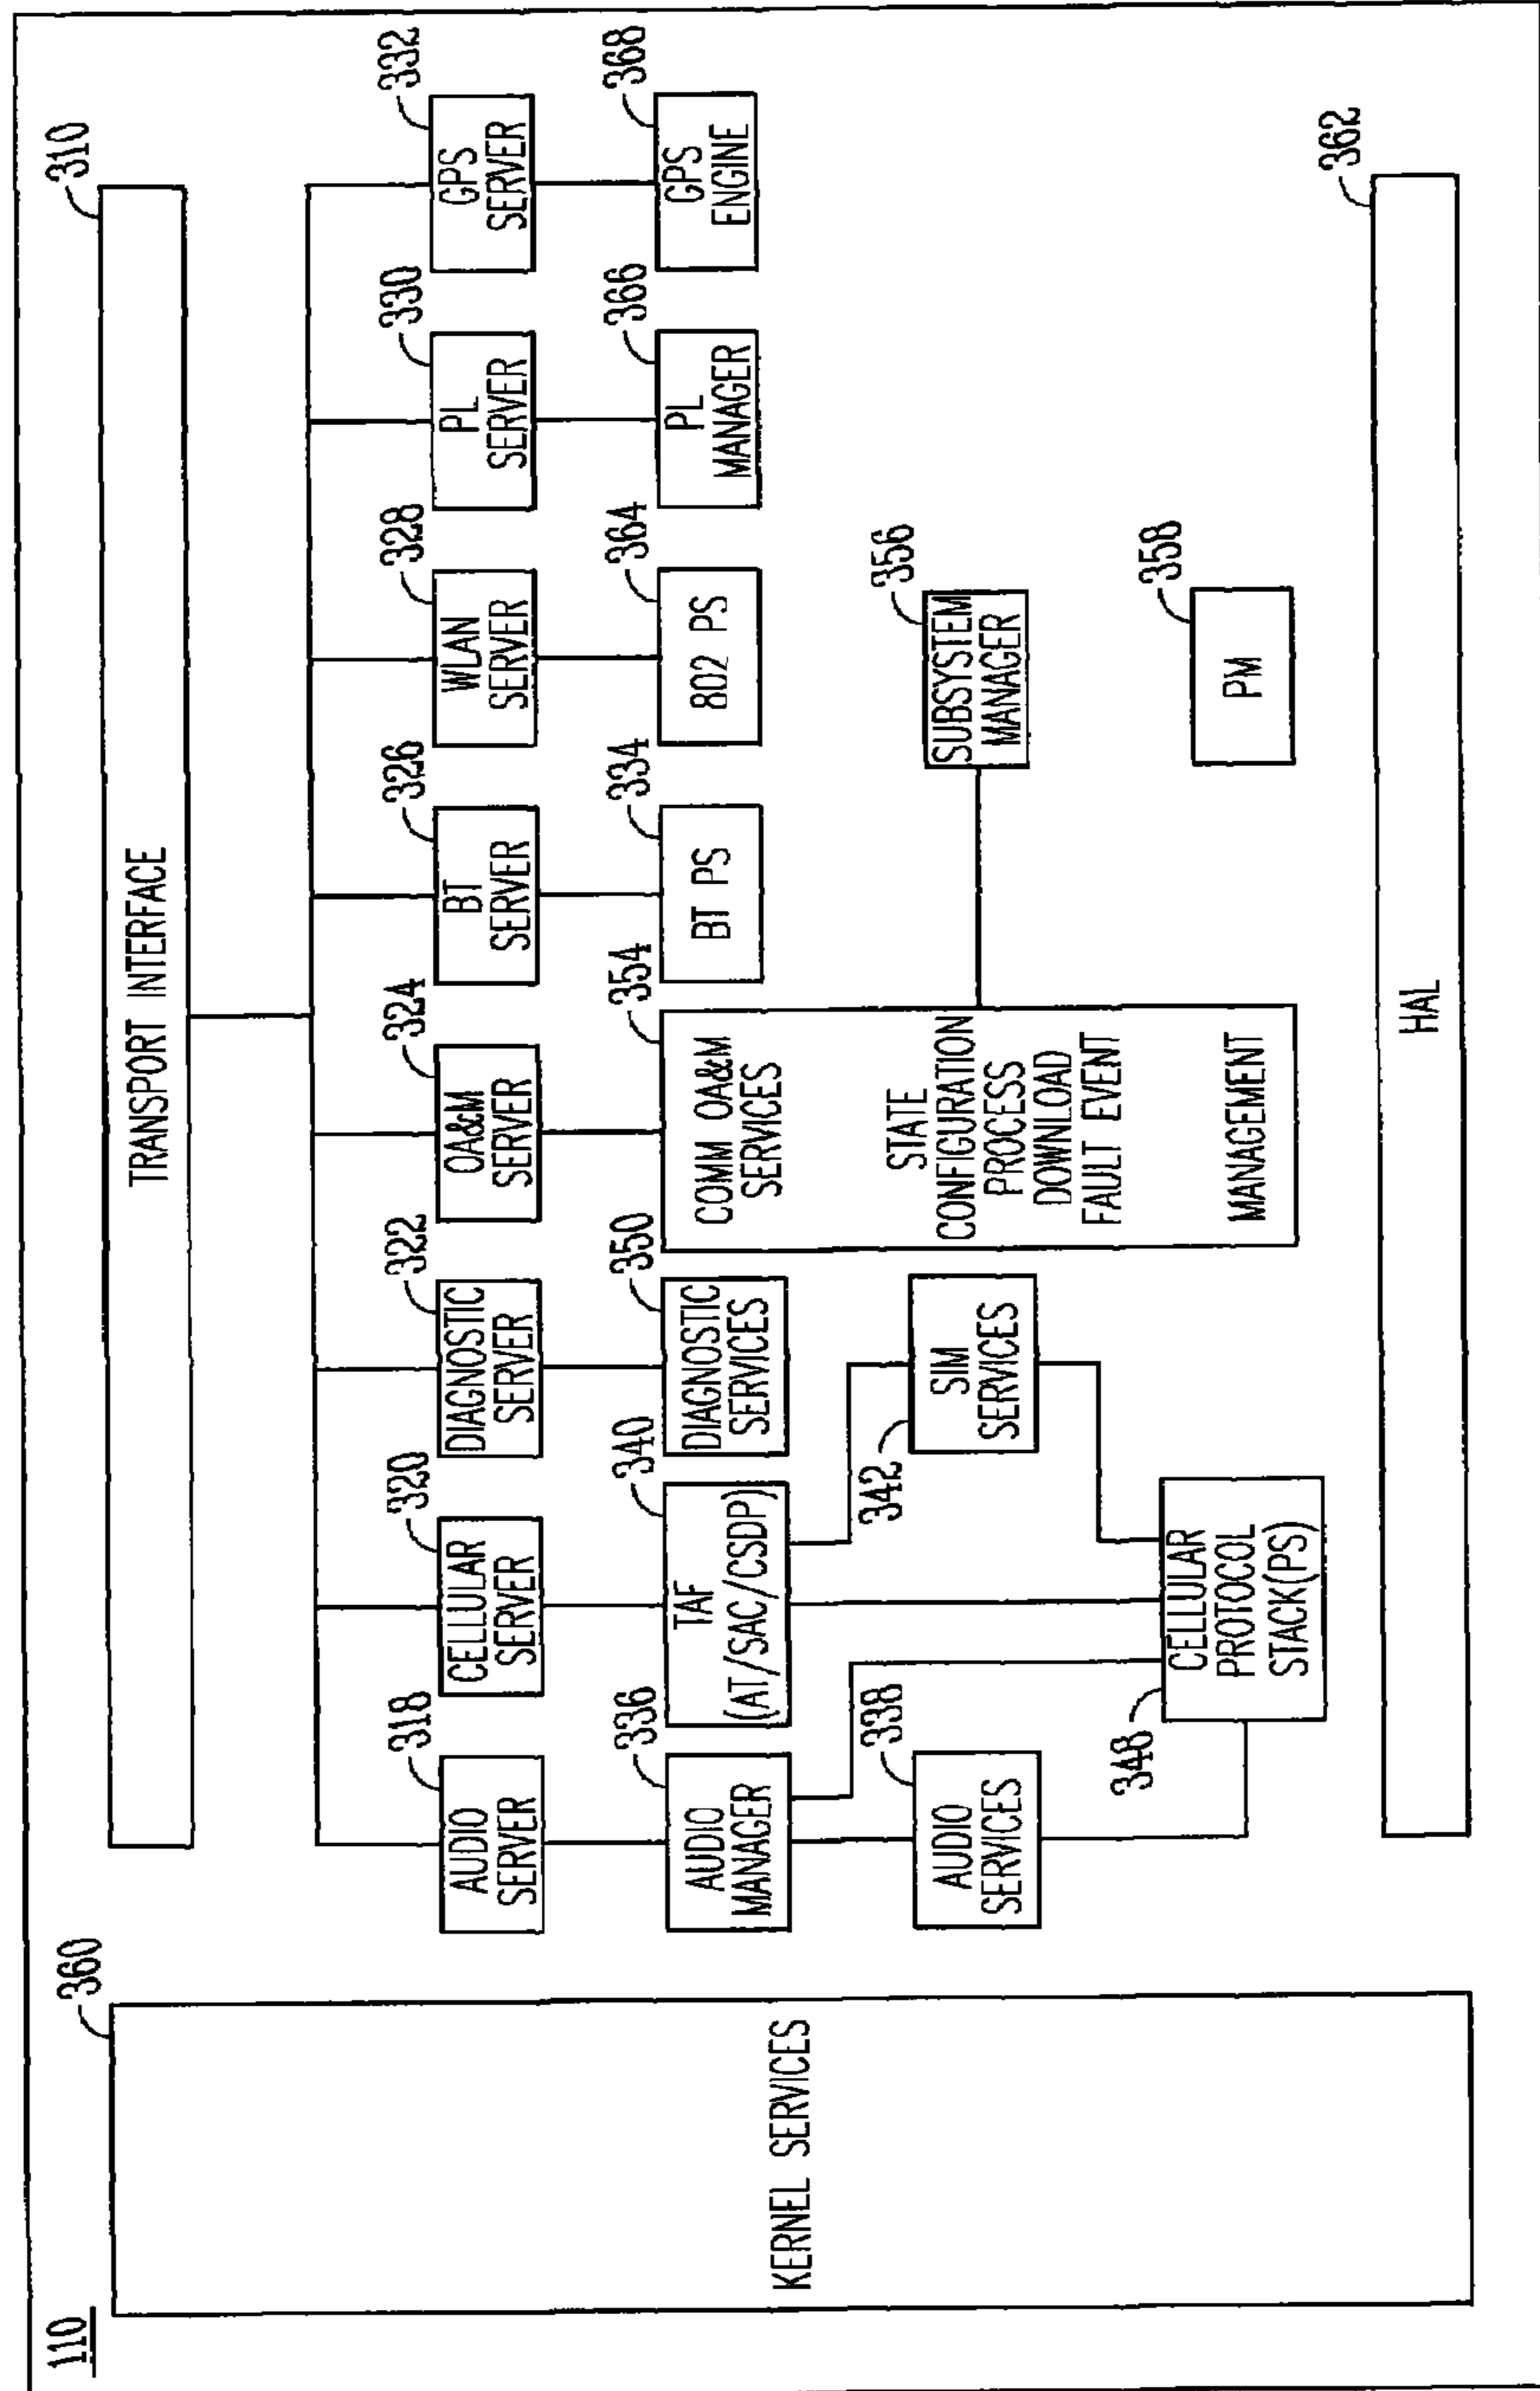 110
360
KERNEL SERVICES
310
TRANSPORT INTERFACE
318
AUDIO
SERVER
320
CELLULAR
SERVER
322
DIAGNOSTIC
SERVER
324
OA&M
SERVER
326
BT
SERVER
328
WLAN
SERVER
330
PL
SERVER
332
GPS
SERVER
336
AUDIO
MANAGER
340
TAF
(AT/SAC/CSDP)
350
DIAGNOSTIC
SERVICES
354
COMM OA&M
SERVICES
STATE
CONFIGURATION
PROCESS
DOWNLOAD
FAULT EVENT
MANAGEMENT
334
BT PS
364
802 PS
366
PL
MANAGER
368
GPS
ENGINE
338
AUDIO
SERVICES
342
SIM
SERVICES
356
SUBSYSTEM
MANAGER
348
CELLULAR
PROTOCOL
STACK(PS)
358
PM
362
HAL